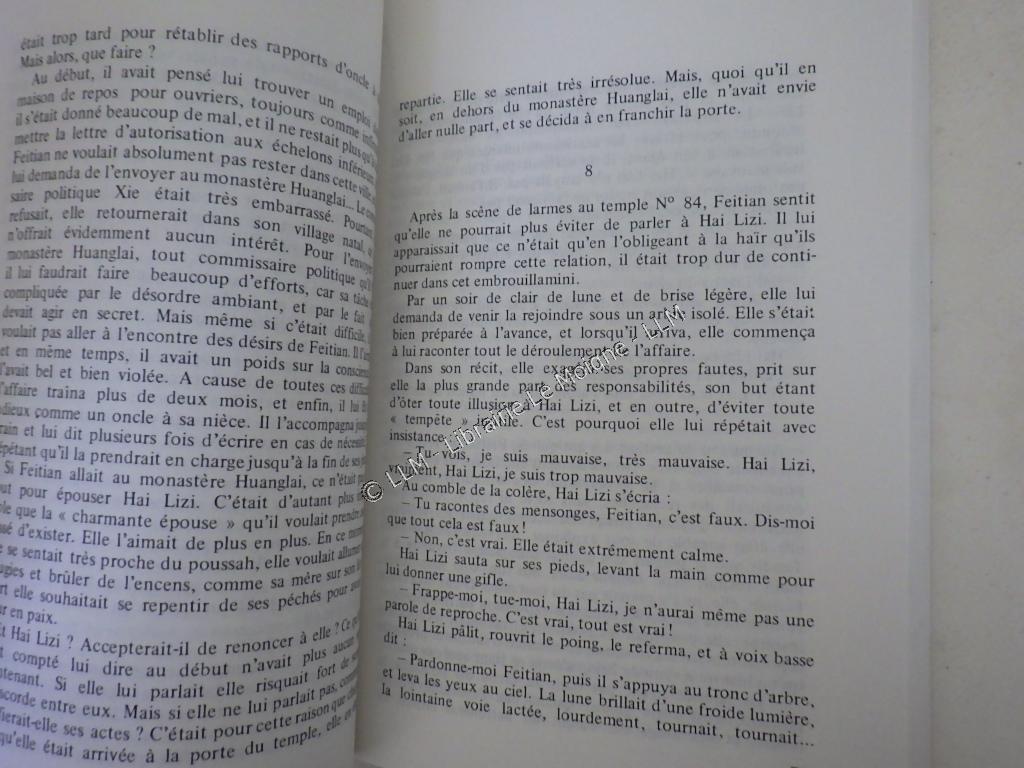 était trop tard pour rétablir des rapports d'oncle à
Mais alors, que faire ?
Au début, il avait pensé lui trouver un emploi
maison de repos pour ouvriers, toujours comme
il s'était donné beaucoup de mal, et il ne restait plus
mettre la lettre d'autorisation aux échelons inférieurs
Feitian ne voulait absolument pas rester dans cette ville
lui demanda de l'envoyer au monastère Huanglai... Le
saire politique Xie était très embarrassé. Pourtant
refusait, elle retournerait dans son village natal,
n'offrait évidemment aucun intérêt. Pour l'envoyer
monastère Huanglai, tout commissaire politique
il lui faudrait faire beaucoup d'efforts, car sa tâche
compliquée par le désordre ambiant, et par le fait
devait agir en secret. Mais même si c'était difficile,
voulait pas aller à l'encontre des désirs de Feitian. Il
et en même temps, il avait un poids sur la conscience
l'avait bel et bien violée. A cause de toutes ces
l'affaire traîna plus de deux mois, et enfin, il lui
dieux comme un oncle à sa nièce. Il l'accompagna
rain et lui dit plusieurs fois d'écrire en cas de
pétant qu'il la prendrait en charge jusqu'à la fin de ses
Si Feitian allait au monastère Huanglai, ce n'était
out pour épouser Hai Lizi. C'était d'autant plus
ble que la « charmante épouse » qu'il voulait prendre
sé d'exister. Elle l'aimait de plus en plus. En ce
e se sentait très proche du poussah, elle voulait allumer
ugies et brûler de l'encens, comme sa mère sur son
rt elle souhaitait se repentir de ses péchés pour
ur en paix.
Et Hai Lizi ? Accepterait-il de renoncer à elle ? Ce
t compté lui dire au début n'avait plus aucun
ntenant. Si elle lui parlait elle risquait fort de
scorde entre eux. Mais si elle ne lui parlait pas,
fierait-elle ses actes ? C'était pour cette raison que
qu'elle était arrivée à la porte du temple, elle
repartie. Elle se sentait très irrésolue. Mais, quoi qu'il en
soit, en dehors du monastère Huanglai, elle n'avait envie
d'aller nulle part, et se décida à en franchir la porte.
8
Après la scène de larmes au temple N° 84, Feitian sentit
qu'elle ne pourrait plus éviter de parler à Hai Lizi. Il lui
apparaissait que ce n'était qu'en l'obligeant à la haïr qu'ils
pourraient rompre cette relation, il était trop dur de conti-
nuer dans cet embrouillamini.
Par un soir de clair de lune et de brise légère, elle lui
demanda de venir la rejoindre sous un arbre isolé. Elle s'était
bien préparée à l'avance, et lorsqu'il arriva, elle commença
à lui raconter tout le déroulement de l'affaire.
Dans son récit, elle exagéra ses propres fautes, prit sur
elle la plus grande part des responsabilités, son but étant
d'ôter toute illusion à Hai Lizi, et en outre, d'éviter toute
« tempête » inutile. C'est pourquoi elle lui répétait avec
insistance
– Tu vois, je suis mauvaise, très mauvaise. Hai Lizi,
vraiment, Hai Lizi, je suis trop mauvaise.
Au comble de la colère, Hai Lizi s'écria :
– Tu racontes des mensonges, Feitian, c'est faux. Dis-moi
que tout cela est faux !
– Non, c'est vrai. Elle était extrêmement calme.
Hai Lizi sauta sur ses pieds, levant la main comme pour
lui donner une gifle.
– Frappe-moi, tue-moi, Hai Lizi, je n'aurai même pas une
parole de reproche. C'est vrai, tout est vrai !
Hai Lizi pâlit, rouvrit le poing, le referma, et à voix basse
dit :
– Pardonne-moi Feitian, puis il s'appuya au tronc d'arbre,
et leva les yeux au ciel. La lune brillait d'une froide lumière,
la lointaine voie lactée, lourdement, tournait, tournait...
© LLM - Librairie Le Moigne - LLM